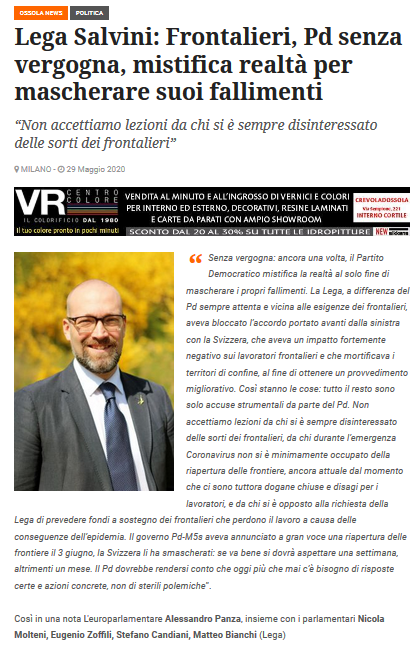 OSSOLA NEWS
POLITICA
Lega Salvini: Frontalieri, Pd senza
vergogna, mistifica realtà per
mascherare suoi fallimenti
“Non accettiamo lezioni da chi si è sempre disinteressato
delle sorti dei frontalieri”
MILANO - 29 Maggio 2020
VR CENTRO COLORE
IL COLORIFICIO DAL 1980
Il tuo colore pronto in pochi minuti
VENDITA AL MINUTO E ALL'INGROSSO DI VERNICI E COLORI
PER INTERNO ED ESTERNO, DECORATIVI, RESINE LAMINATI
E CARTE DA PARATI CON AMPIO SHOWROOM
SCONTO DAL 20 AL 30% SU TUTTE LE IDROPITTURE
CREVOLADOSSOLA
Via Sempione, 221
INTERNO CORTILE
NEW
“ Senza vergogna: ancora una volta, il Partito
Democratico mistifica la realtà al solo fine di
mascherare i propri fallimenti. La Lega, a differenza del
Pd sempre attenta e vicina alle esigenze dei frontalieri,
aveva bloccato l'accordo portato avanti dalla sinistra
con la Svizzera, che aveva un impatto fortemente
negativo sui lavoratori frontalieri e che mortificava i
territori di confine, al fine di ottenere un provvedimento
migliorativo. Così stanno le cose: tutto il resto sono
solo accuse strumentali da parte del Pd. Non
accettiamo lezioni da chi si è sempre disinteressato
delle sorti dei frontalieri, da chi durante l'emergenza
Coronavirus non si è minimamente occupato della
riapertura delle frontiere, ancora attuale dal momento
che ci sono tuttora dogane chiuse e disagi per i
lavoratori, e da chi si è opposto alla richiesta della
Lega di prevedere fondi a sostegno dei frontalieri che perdono il lavoro a causa delle
conseguenze dell'epidemia. Il governo Pd-M5s aveva annunciato a gran voce una riapertura delle
frontiere il 3 giugno, la Svizzera li ha smascherati: se va bene si dovrà aspettare una settimana,
altrimenti un mese. Il Pd dovrebbe rendersi conto che oggi più che mai c'è bisogno di risposte
certe e azioni concrete, non di sterili polemiche”.
Così in una nota L'europarlamentare Alessandro Panza, insieme con i parlamentari Nicola
Molteni, Eugenio Zoffili, Stefano Candiani, Matteo Bianchi (Lega)